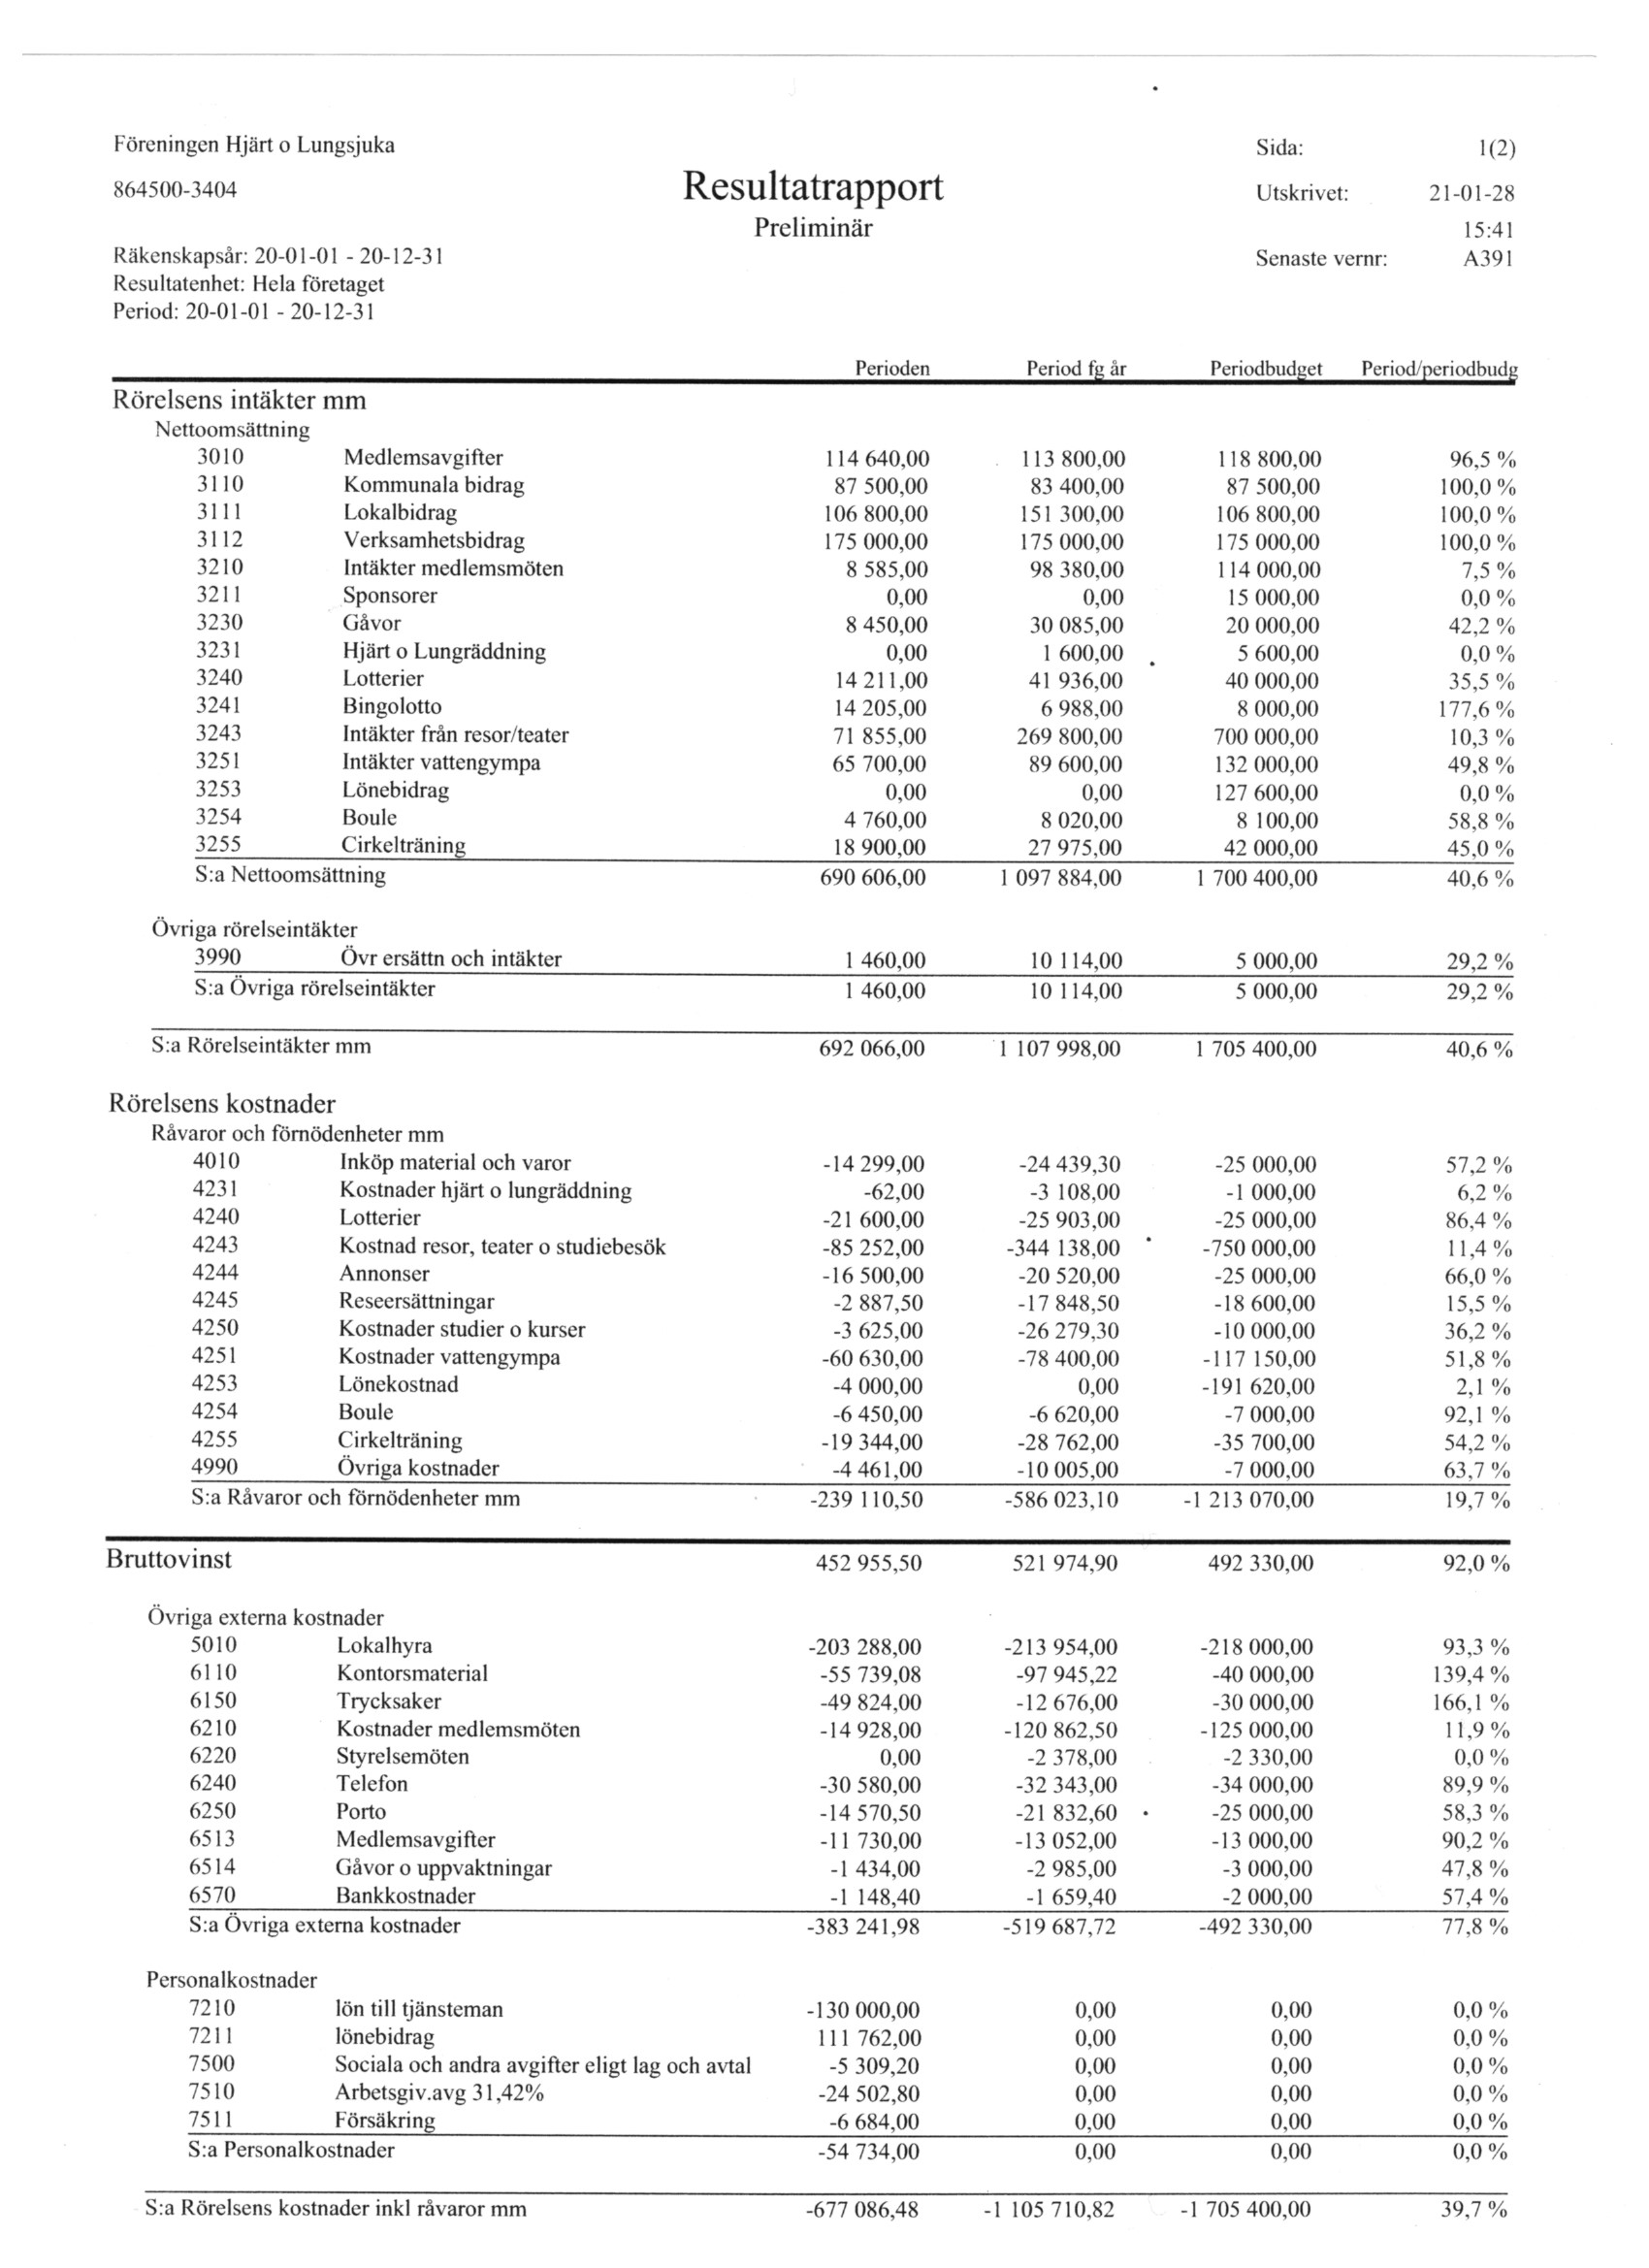 Föreningen Hjärt o Lungsjuka Sida: 1(2)
864500-3404 Resultatrapport Utskrivet: 21-01-28
Preliminär 15:41
Räkenskapsår: 20-01-01 - 20-12-31 Senaste vernr: A391
Resultatenhet: Hela företaget
Period: 20-01-01 - 20-12-31
Perioden Period fg år Periodbudget Period/periodbudg
Rörelsens intäkter mm
Nettoomsättning
3010 Medlemsavgifter 114 640,00 113 800,00 118 800,00 96,5 %
3110 Kommunala bidrag 87 500,00 83 400,00 87 500,00 100,0 %
3111 Lokalbidrag 106 800,00 151 300,00 106 800,00 100,0 %
3112 Verksamhetsbidrag 175 000,00 175 000,00 175 000,00 100,0 %
3210 Intäkter medlemsmöten 8 585,00 98 380,00 114 000,00 7,5 %
3211 Sponsorer 0,00 0,00 15 000,00 0,0 %
3230 Gåvor 8 450,00 30 085,00 20 000,00 42,2 %
3231 Hjärt o Lungräddning 0,00 1 600,00 5 600,00 0,0 %
3240 Lotterier 14 211,00 41 936,00 40 000,00 35,5 %
3241 Bingolotto 14 205,00 6 988,00 8 000,00 177,6 %
3243 Intäkter från resor/teater 71 855,00 269 800,00 700 000,00 10,3 %
3251 Intäkter vattengympa 65 700,00 89 600,00 132 000,00 49,8 %
3253 Lönebidrag 0,00 0,00 127 600,00 0,0 %
3254 Boule 4 760,00 8 020,00 8 100,00 58,8 %
3255 Cirkelträning 18 900,00 27 975,00 42 000,00 45,0 %
S:a Nettoomsättning 690 606,00 1 097 884,00 1 700 400,00 40,6 %
Övriga rörelseintäkter
3990 Övr ersättn och intäkter 1 460,00 10 114,00 5 000,00 29,2 %
S:a Övriga rörelseintäkter 1 460,00 10 114,00 5 000,00 29,2 %
S:a Rörelseintäkter mm 692 066,00 1 107 998,00 1 705 400,00 40,6 %
Rörelsens kostnader
Råvaror och förnödenheter mm
4010 Inköp material och varor -14 299,00 -24 439,30 -25 000,00 57,2 %
4231 Kostnader hjärt o lungräddning -62,00 -3 108,00 -1 000,00 6,2 %
4240 Lotterier -21 600,00 -25 903,00 -25 000,00 86,4 %
4243 Kostnad resor, teater o studiebesök -85 252,00 -344 138,00 -750 000,00 11,4 %
4244 Annonser -16 500,00 -20 520,00 -25 000,00 66,0 %
4245 Reseersättningar -2 887,50 -17 848,50 -18 600,00 15,5 %
4250 Kostnader studier o kurser -3 625,00 -26 279,30 -10 000,00 36,2 %
4251 Kostnader vattengympa -60 630,00 -78 400,00 -117 150,00 51,8 %
4253 Lönekostnad -4 000,00 0,00 -191 620,00 2,1 %
4254 Boule -6 450,00 -6 620,00 -7 000,00 92,1 %
4255 Cirkelträning -19 344,00 -28 762,00 -35 700,00 54,2 %
4990 Övriga kostnader -4 461,00 -10 005,00 -7 000,00 63,7 %
S:a Råvaror och förnödenheter mm -239 110,50 -586 023,10 -1 213 070,00 19,7 %
Bruttovinst 452 955,50 521 974,90 492 330,00 92,0 %
Övriga externa kostnader
5010 Lokalhyra -203 288,00 -213 954,00 -218 000,00 93,3 %
6110 Kontorsmaterial -55 739,08 -97 945,22 -40 000,00 139,4 %
6150 Trycksaker -49 824,00 -12 676,00 -30 000,00 166,1 %
6210 Kostnader medlemsmöten -14 928,00 -120 862,50 -125 000,00 11,9 %
6220 Styrelsemöten 0,00 -2 378,00 -2 330,00 0,0 %
6240 Telefon -30 580,00 -32 343,00 -34 000,00 89,9 %
6250 Porto -14 570,50 -21 832,60 -25 000,00 58,3 %
6513 Medlemsavgifter -11 730,00 -13 052,00 -13 000,00 90,2 %
6514 Gåvor o uppvaktningar -1 434,00 -2 985,00 -3 000,00 47,8 %
6570 Bankkostnader -1 148,40 -1 659,40 -2 000,00 57,4 %
S:a Övriga externa kostnader -383 241,98 -519 687,72 -492 330,00 77,8 %
Personalkostnader
7210 lön till tjänsteman -130 000,00 0,00 0,00 0,0 %
7211 lönebidrag 111 762,00 0,00 0,00 0,0 %
7500 Sociala och andra avgifter eligt lag och avtal -5 309,20 0,00 0,00 0,0 %
7510 Arbetsgiv.avg 31,42% -24 502,80 0,00 0,00 0,0 %
7511 Försäkring -6 684,00 0,00 0,00 0,0 %
S:a Personalkostnader -54 734,00 0,00 0,00 0,0 %
S:a Rörelsens kostnader inkl råvaror mm -677 086,48 -1 105 710,82 -1 705 400,00 39,7 %